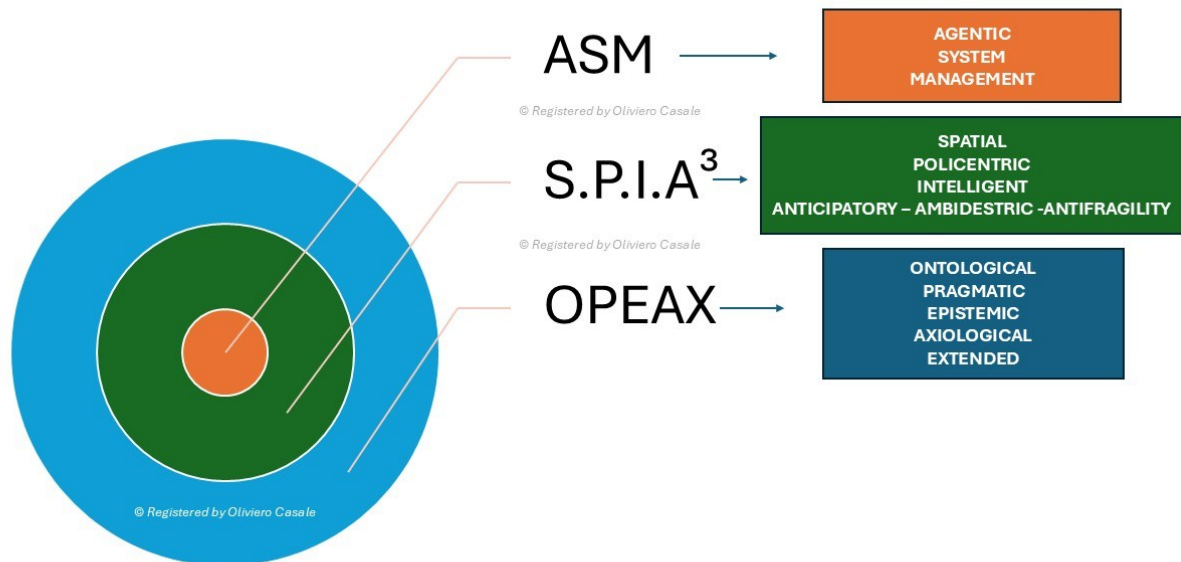 ASM
AGENTIC
SYSTEM
MANAGEMENT
© Registered by Oliviero Casale
S.P.I.A³
SPATIAL
POLICENTRIC
INTELLIGENT
ANTICIPATORY – AMBIDESTRIC -ANTIFRAGILITY
© Registered by Oliviero Casale
OPEAX
ONTOLOGICAL
PRAGMATIC
EPISTEMIC
AXIOLOGICAL
EXTENDED
© Registered by Oliviero Casale